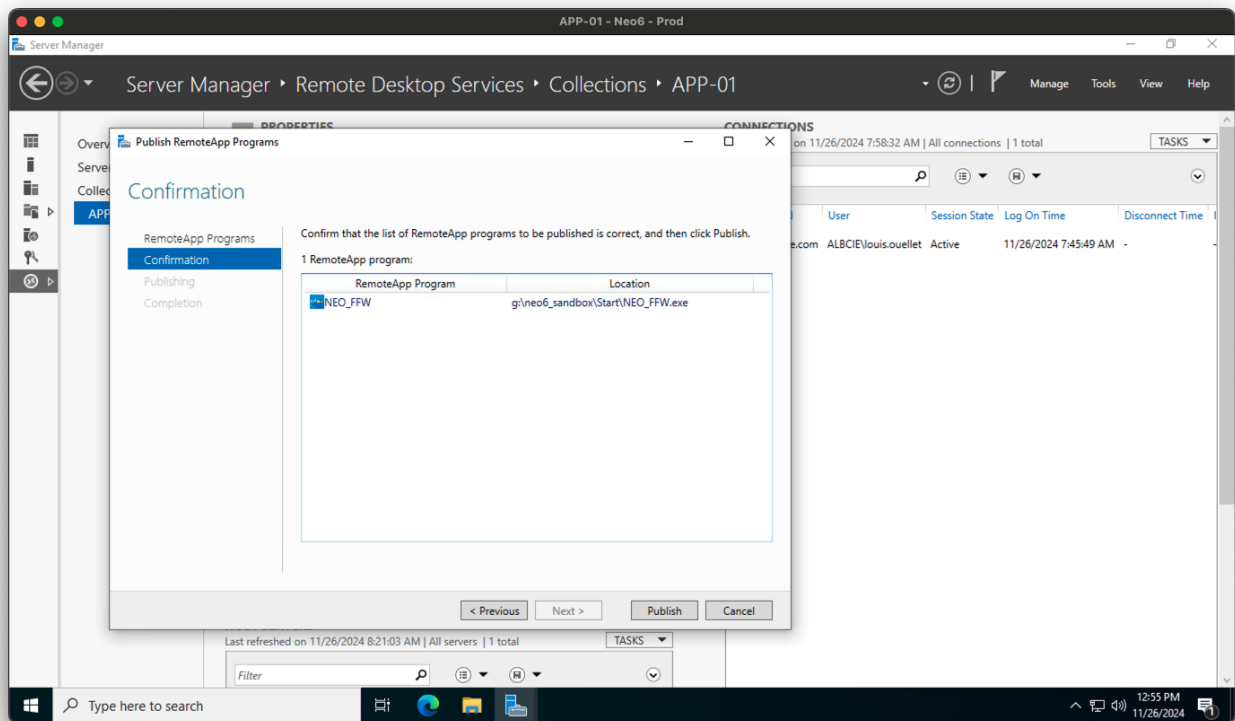 APP-01 - Neo6 - Prod
Server Manager
Server Manager ‣ Remote Desktop Services ‣ Collections ‣ APP-01
Manage Tools View Help
PROPERTIES
CONNECTIONS
on 11/26/2024 7:58:32 AM | All connections | 1 total
TASKS
User Session State Log On Time Disconnect Time
e.com ALBCIE\louis.ouellet Active 11/26/2024 7:45:49 AM - -
Overv
Server
Collec
APP
Publish RemoteApp Programs
Confirmation
RemoteApp Programs
Confirmation
Publishing
Completion
Confirm that the list of RemoteApp programs to be published is correct, and then click Publish.
1 RemoteApp program:
RemoteApp Program Location
NEO_FFW g:\neo6_sandbox\Start\NEO_FFW.exe
< Previous Next > Publish Cancel
Last refreshed on 11/26/2024 8:21:03 AM | All servers | 1 total
TASKS
Filter
Type here to search
12:55 PM
11/26/2024
1